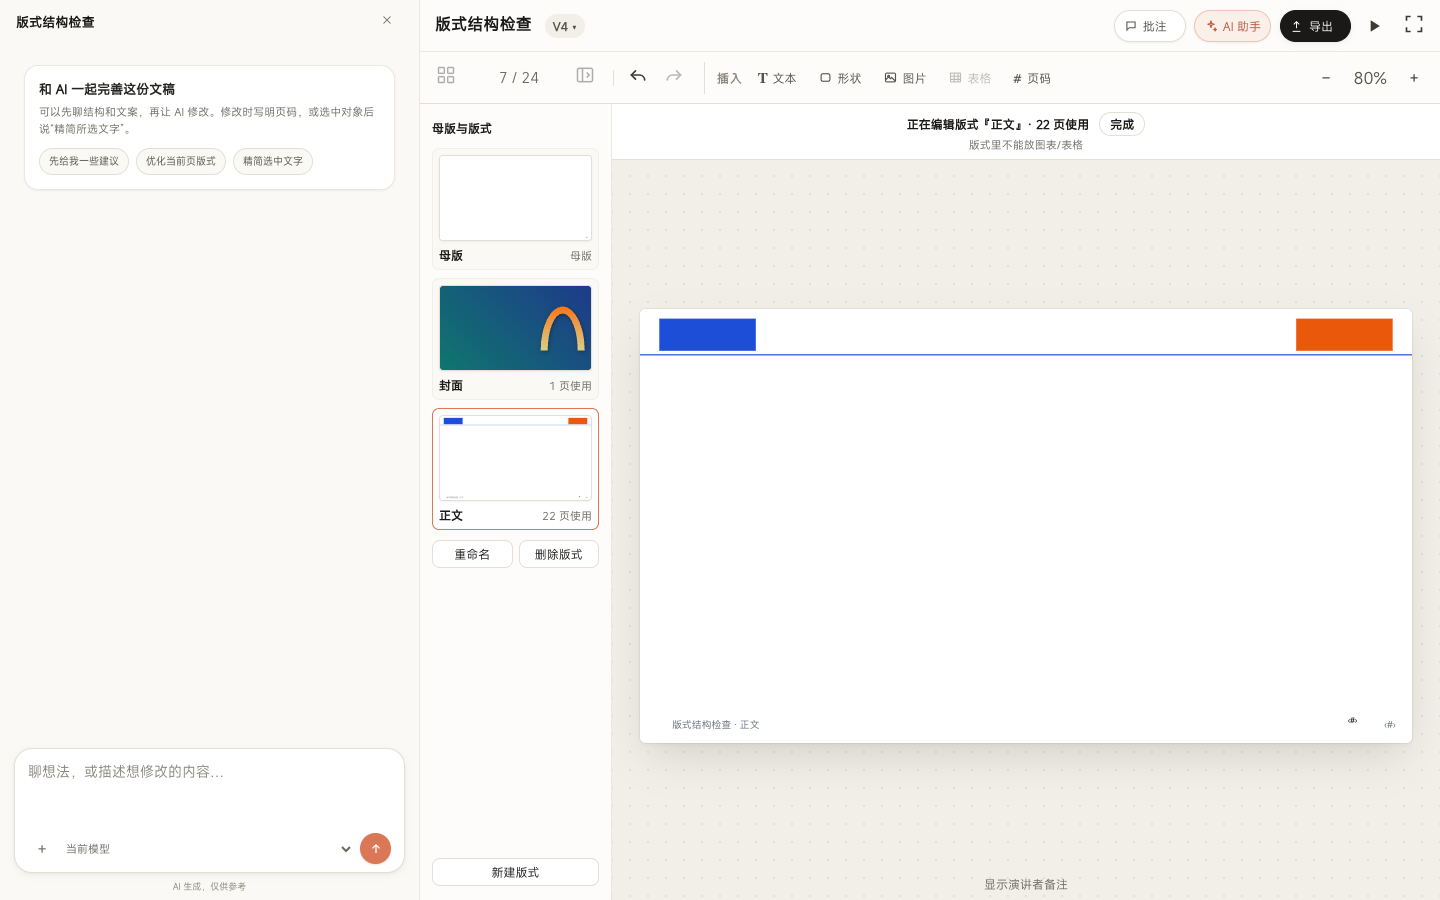 版式结构检查
和 AI 一起完善这份文稿
可以先聊结构和文案，再让 AI 修改。修改时写明页码，或选中对象后
说“精简所选文字”。
先给我一些建议
优化当前页版式
精简选中文字
聊想法，或描述想修改的内容...
当前模型
AI 生成，仅供参考
版式结构检查
V4
批注
AI 助手
导出
7 / 24
插入
T 文本
形状
图片
表格
# 页码
80%
母版与版式
母版
母版
封面
1 页使用
正文
22 页使用
重命名
删除版式
新建版式
正在编辑版式『正文』· 22 页使用
完成
版式里不能放图表/表格
版式结构检查 · 正文
‹#›
‹#›
显示演讲者备注